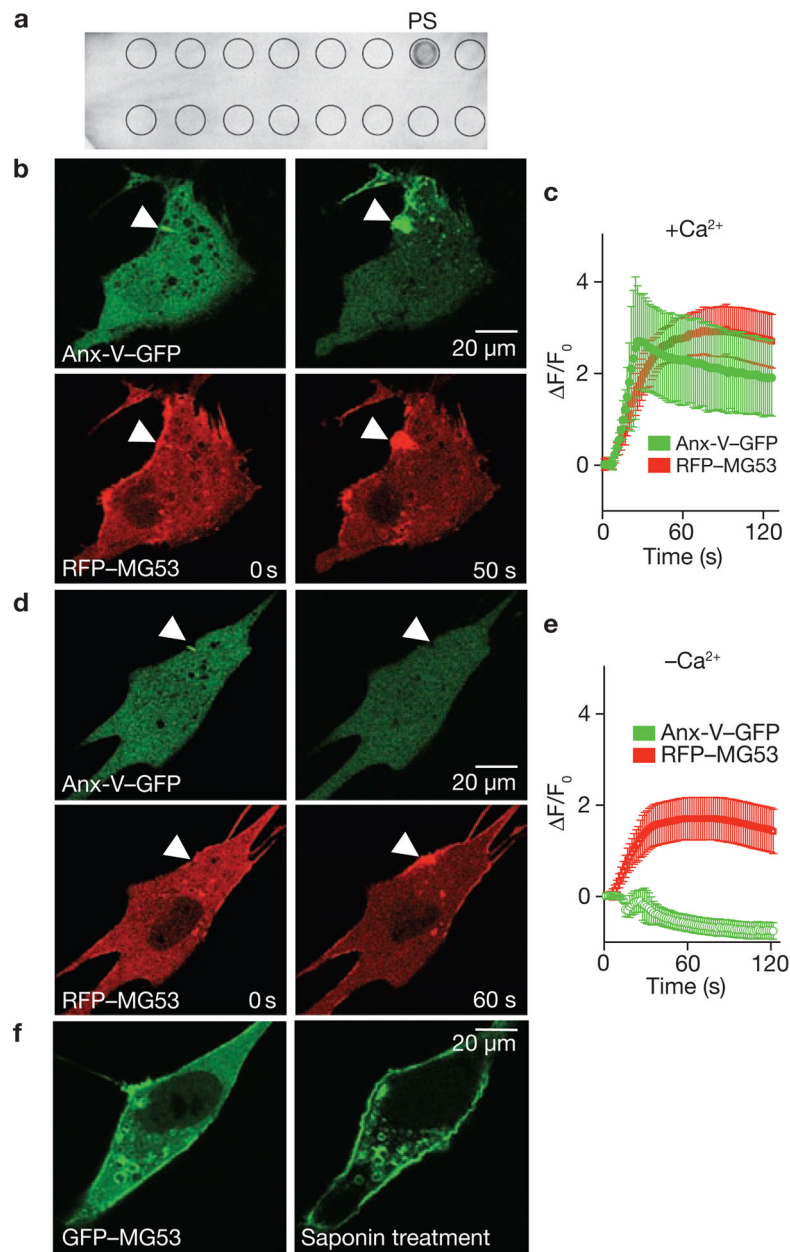 a
PS
b
Anx-V–GFP
20 µm
RFP–MG53
0 s
50 s
c
+Ca²⁺
4
2
0
ΔF/F₀
0
60
120
Time (s)
Anx-V–GFP
RFP–MG53
d
Anx-V–GFP
20 µm
RFP–MG53
0 s
60 s
e
–Ca²⁺
4
2
0
ΔF/F₀
0
60
120
Time (s)
Anx-V–GFP
RFP–MG53
f
GFP–MG53
20 µm
Saponin treatment